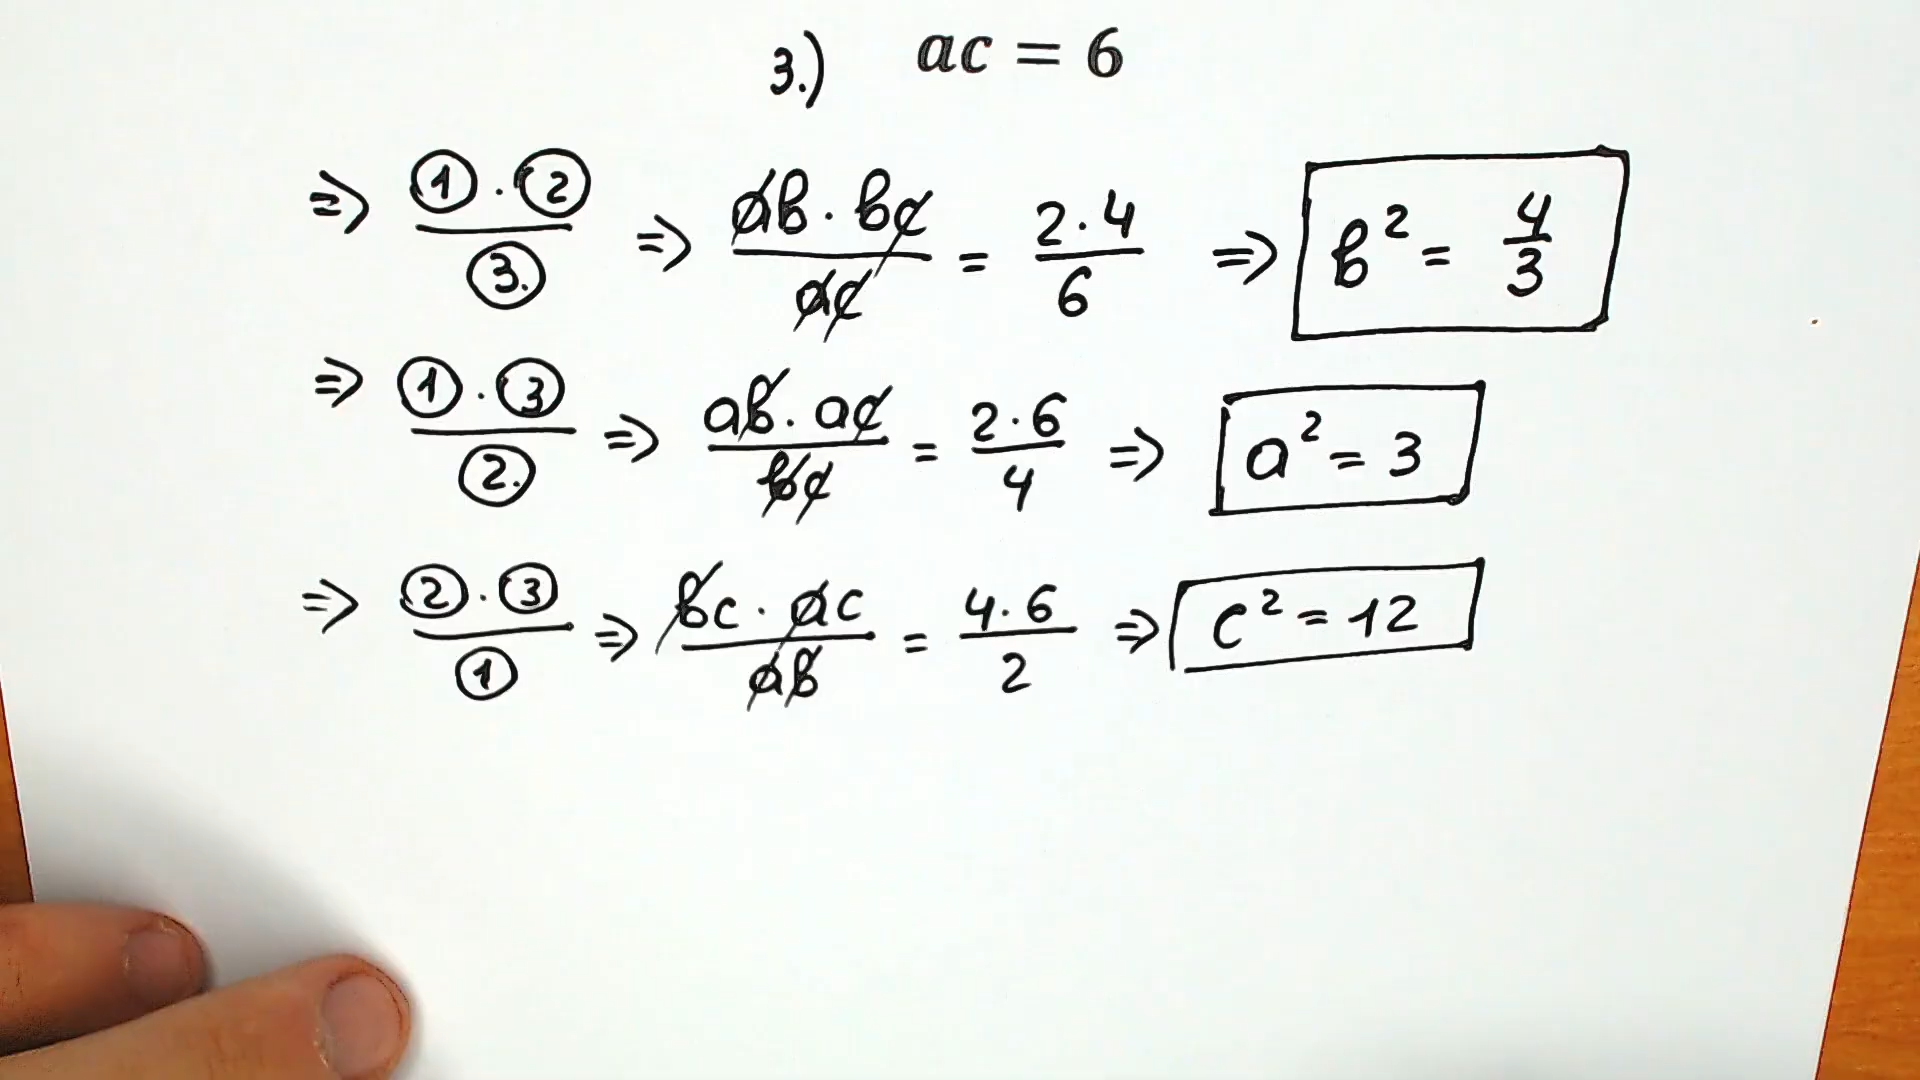 3.) ac = 6
⇒ (①·②)/③. ⇒ (ab · bc)/(ac) = (2·4)/6 ⇒ b² = 4/3
⇒ (①·③)/②. ⇒ (ab · ac)/(bc) = (2·6)/4 ⇒ a² = 3
⇒ (②·③)/① ⇒ (bc · ac)/(ab) = (4·6)/2 ⇒ c² = 12